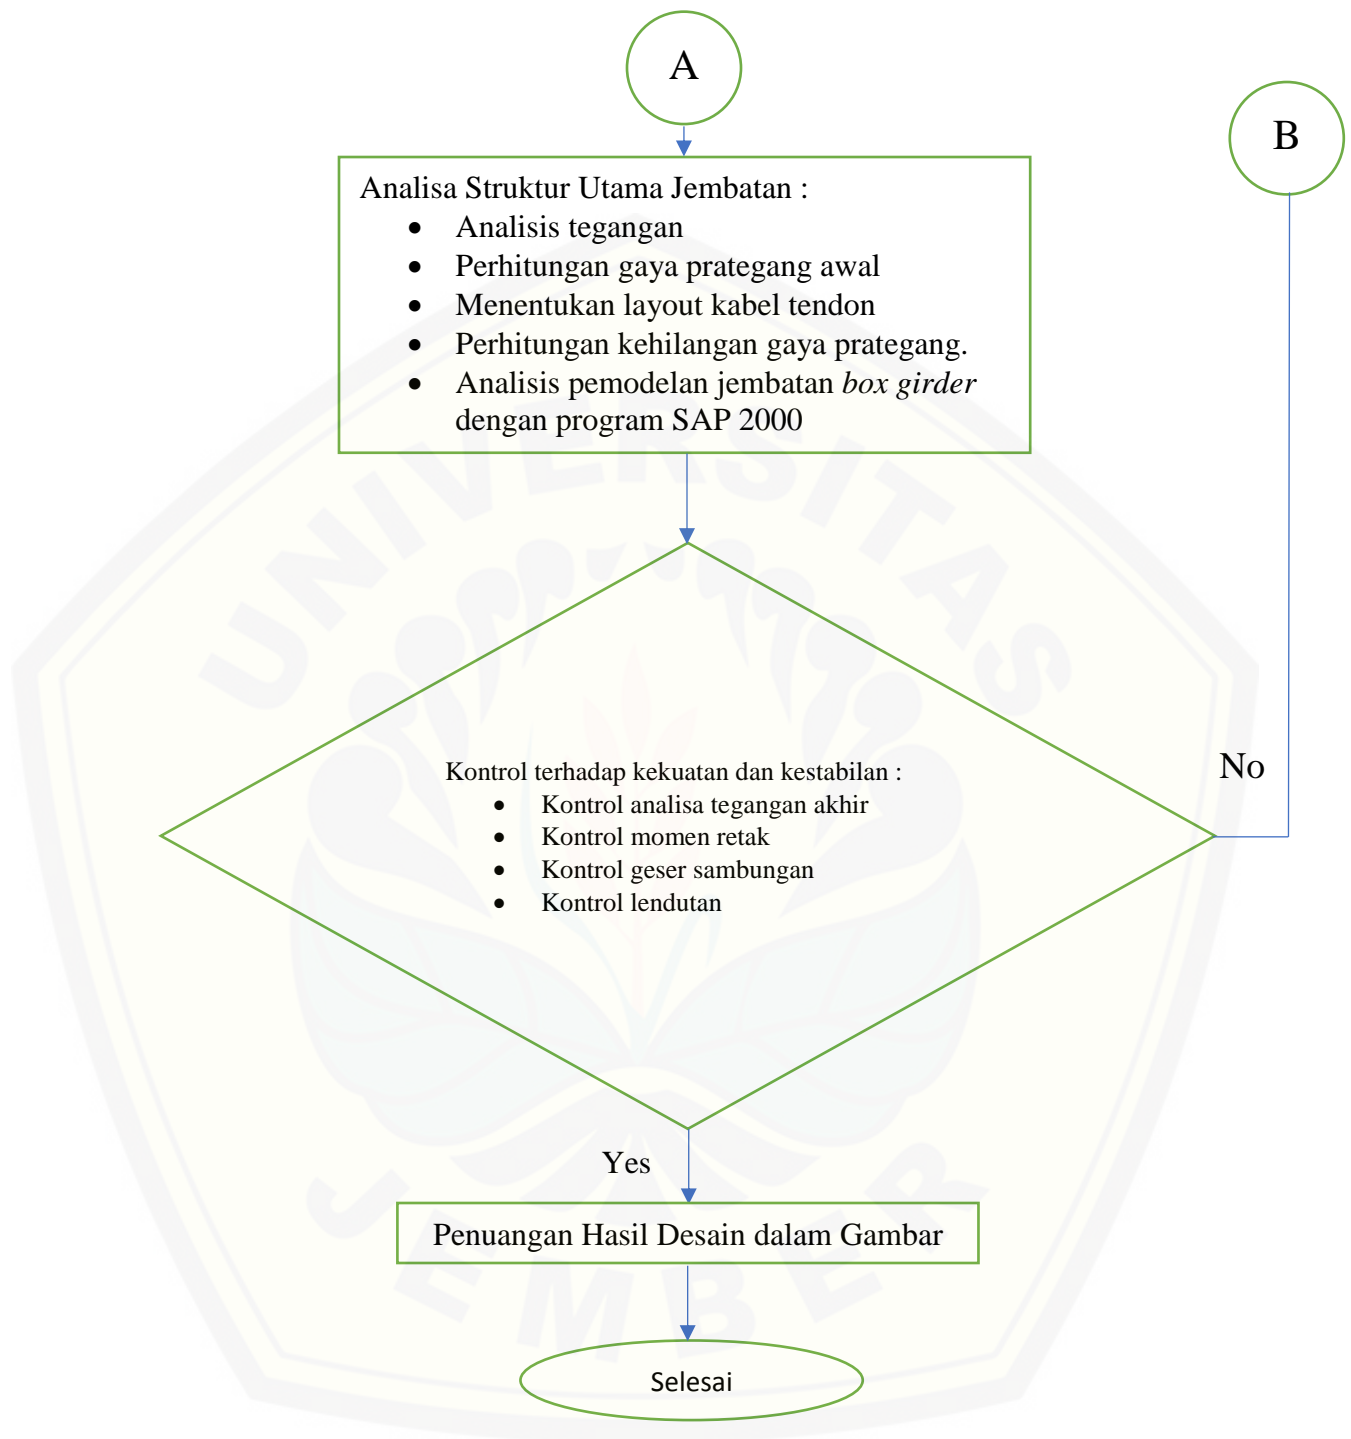 A
B
Analisa Struktur Utama Jembatan :
• Analisis tegangan
• Perhitungan gaya prategang awal
• Menentukan layout kabel tendon
• Perhitungan kehilangan gaya prategang.
• Analisis pemodelan jembatan box girder
dengan program SAP 2000
UNIVERSITAS
No
Kontrol terhadap kekuatan dan kestabilan :
• Kontrol analisa tegangan akhir
• Kontrol momen retak
• Kontrol geser sambungan
• Kontrol lendutan
Yes
Penuangan Hasil Desain dalam Gambar
JEMBER
Selesai